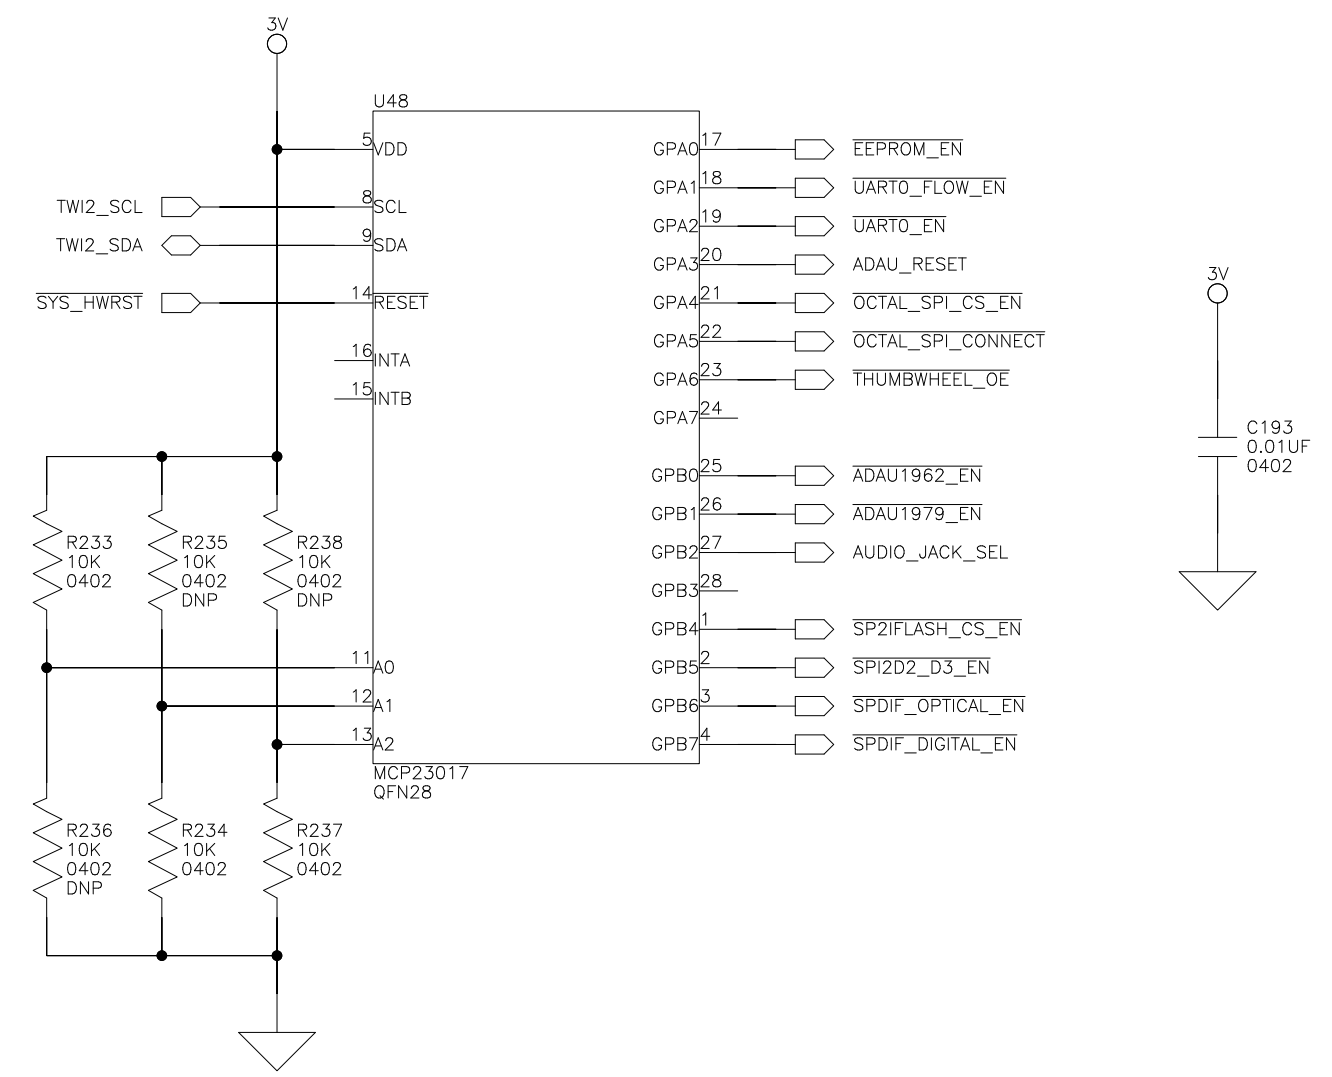 3V
U48
5
VDD
GPA0
17
EEPROM_EN
GPA1
18
UART0_FLOW_EN
TWI2_SCL
8
SCL
GPA2
19
UART0_EN
TWI2_SDA
9
SDA
GPA3
20
ADAU_RESET
3V
SYS_HWRST
14
RESET
GPA4
21
OCTAL_SPI_CS_EN
GPA5
22
OCTAL_SPI_CONNECT
16
INTA
GPA6
23
THUMBWHEEL_OE
15
INTB
GPA7
24
C193
0.01UF
0402
GPB0
25
ADAU1962_EN
GPB1
26
ADAU1979_EN
GPB2
27
AUDIO_JACK_SEL
GPB3
28
R233
10K
0402
R235
10K
0402
DNP
R238
10K
0402
DNP
GPB4
1
SP2IFLASH_CS_EN
11
A0
GPB5
2
SPI2D2_D3_EN
12
A1
GPB6
3
SPDIF_OPTICAL_EN
13
A2
GPB7
4
SPDIF_DIGITAL_EN
MCP23017
QFN28
R236
10K
0402
DNP
R234
10K
0402
R237
10K
0402